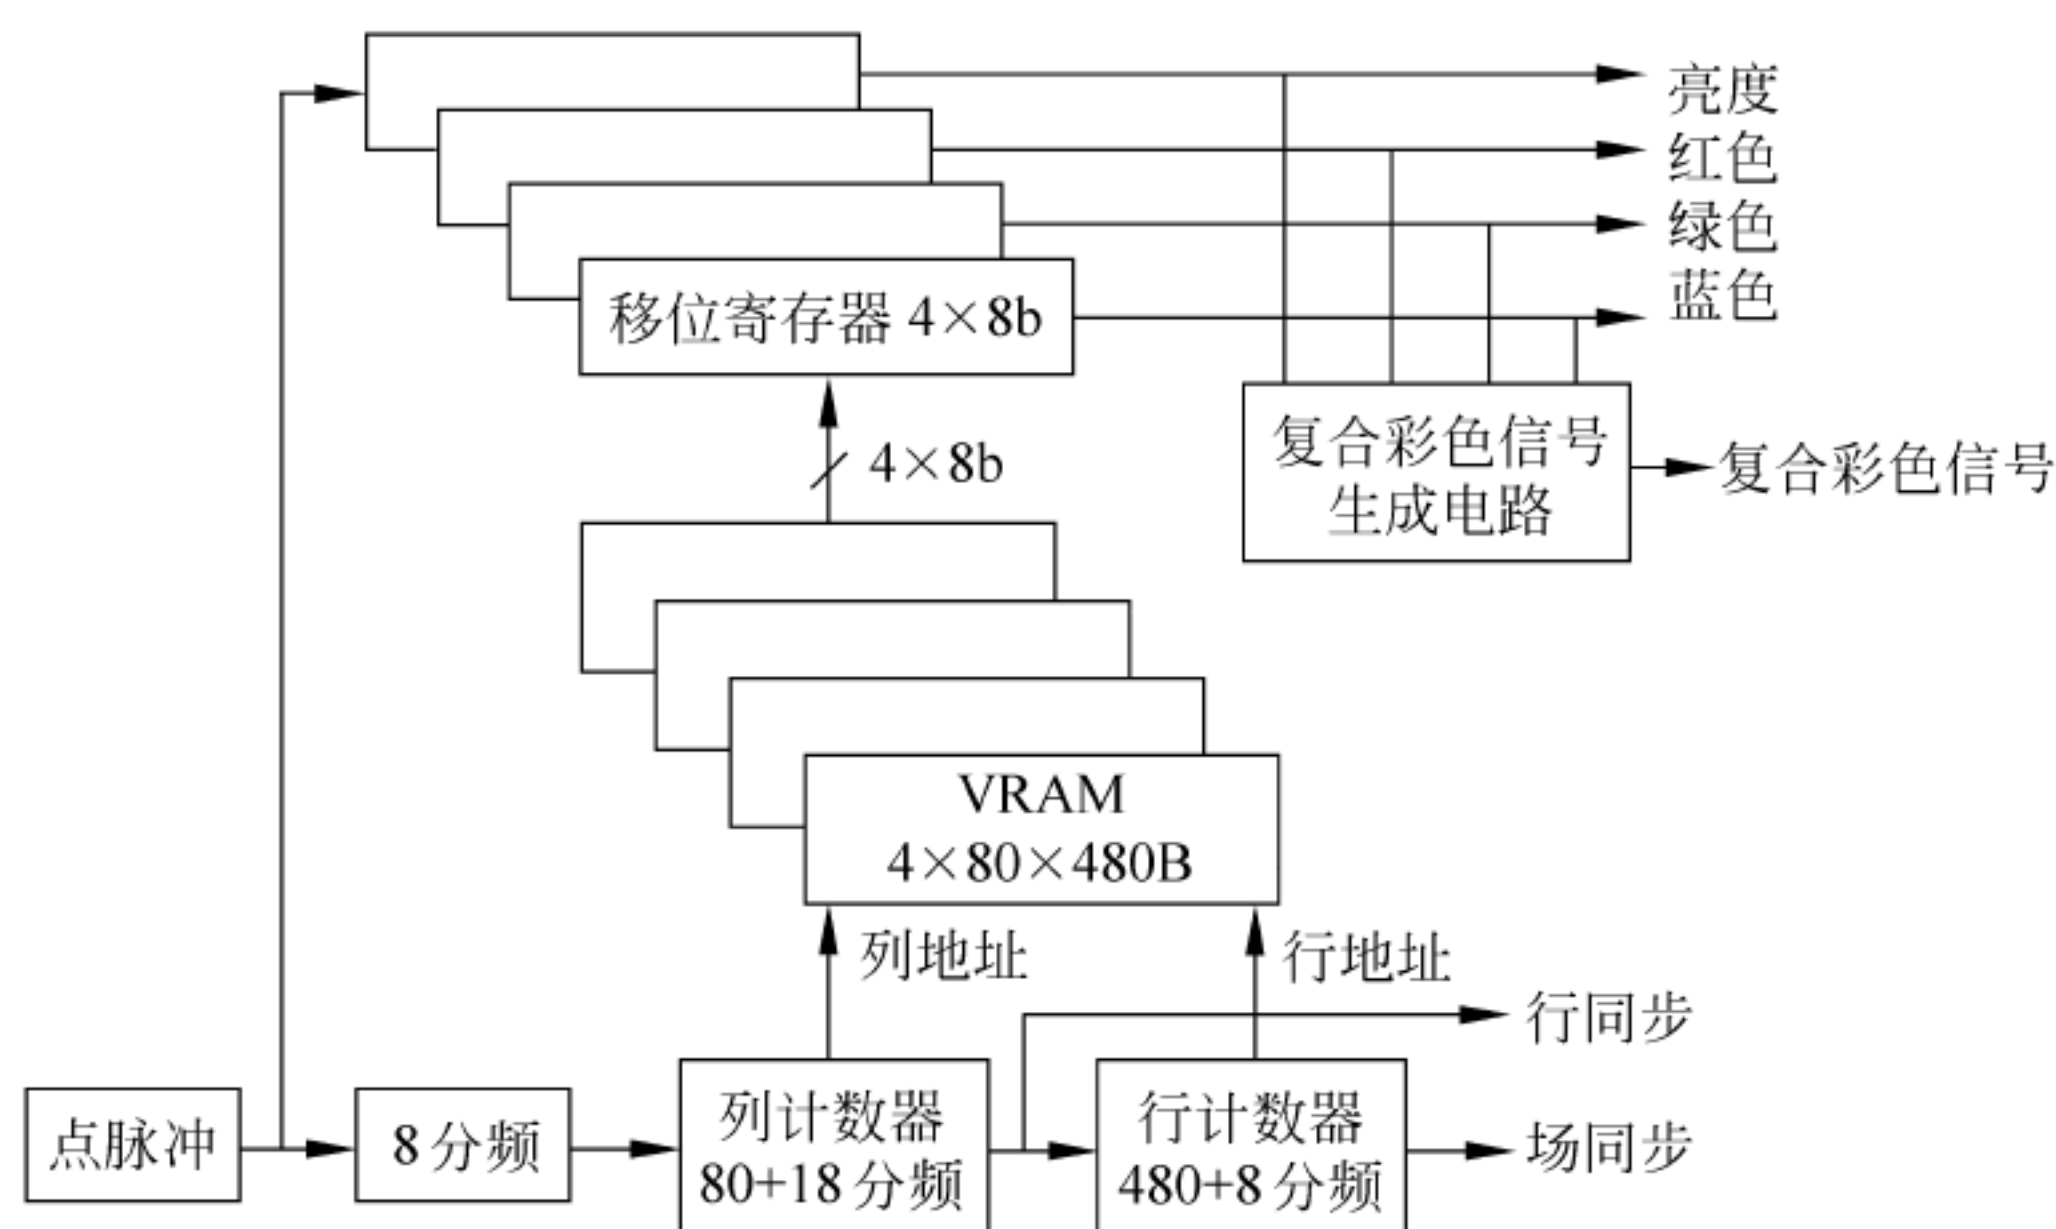 亮度
红色
绿色
蓝色
移位寄存器 4×8b
4×8b
复合彩色信号
生成电路
复合彩色信号
VRAM
4×80×480B
列地址
行地址
行同步
点脉冲
8分频
列计数器
80+18分频
行计数器
480+8分频
场同步